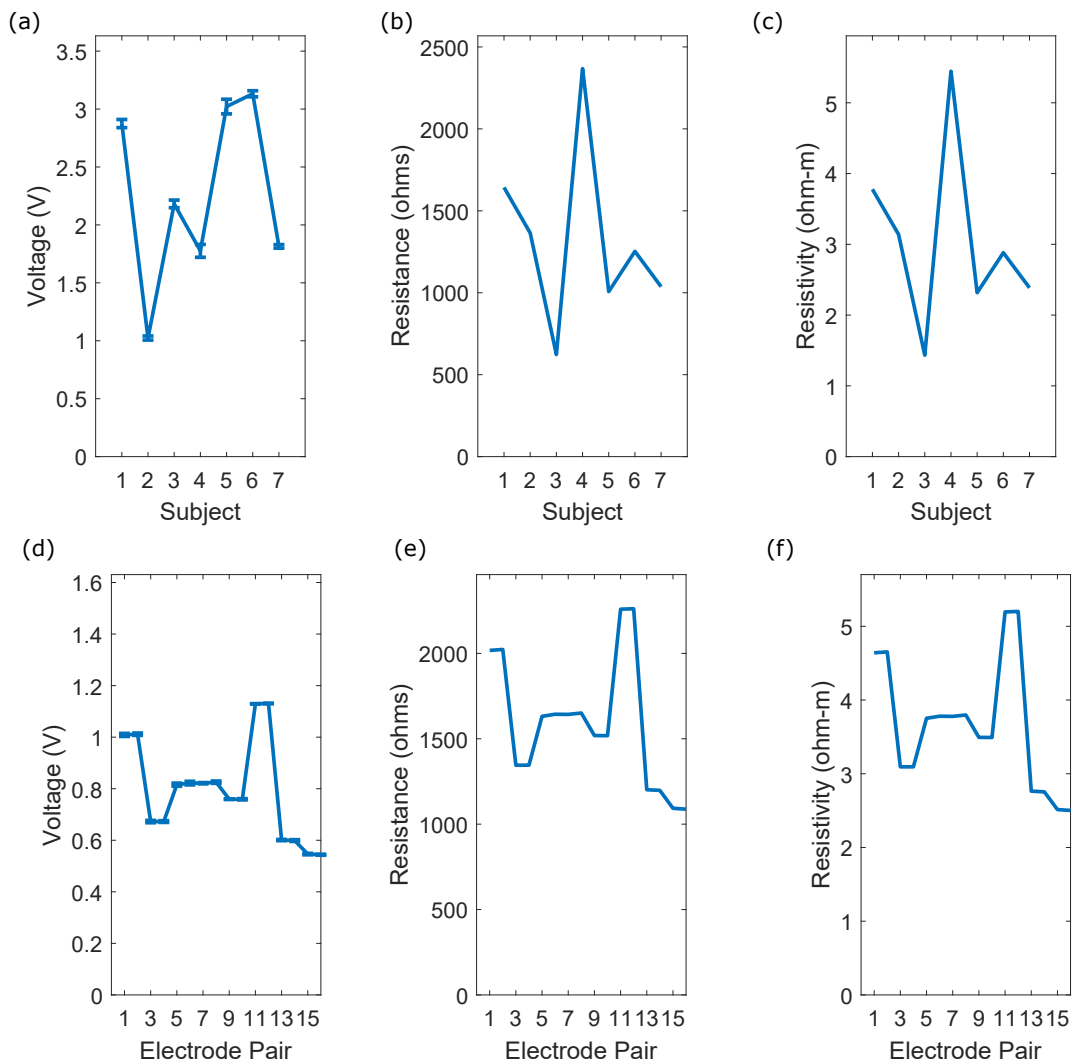 (a)
Voltage (V)
3.5
3
2.5
2
1.5
1
0.5
0
1 2 3 4 5 6 7
Subject
(b)
Resistance (ohms)
2500
2000
1500
1000
500
0
1 2 3 4 5 6 7
Subject
(c)
Resistivity (ohm-m)
5
4
3
2
1
0
1 2 3 4 5 6 7
Subject
(d)
Voltage (V)
1.6
1.4
1.2
1
0.8
0.6
0.4
0.2
0
1 3 5 7 9 11 13 15
Electrode Pair
(e)
Resistance (ohms)
2000
1500
1000
500
0
1 3 5 7 9 11 13 15
Electrode Pair
(f)
Resistivity (ohm-m)
5
4
3
2
1
0
1 3 5 7 9 11 13 15
Electrode Pair